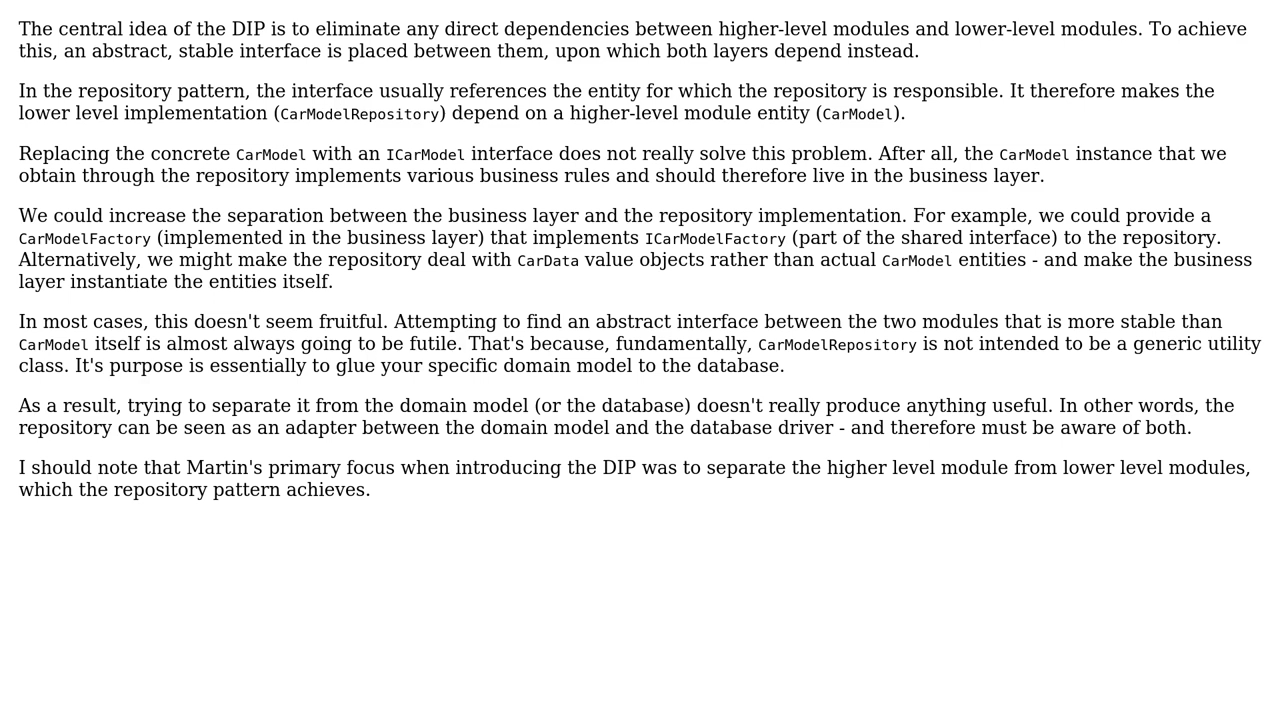 The central idea of the DIP is to eliminate any direct dependencies between higher-level modules and lower-level modules. To achieve
this, an abstract, stable interface is placed between them, upon which both layers depend instead.
In the repository pattern, the interface usually references the entity for which the repository is responsible. It therefore makes the
lower level implementation (CarModelRepository) depend on a higher-level module entity (CarModel).
Replacing the concrete CarModel with an ICarModel interface does not really solve this problem. After all, the CarModel instance that we
obtain through the repository implements various business rules and should therefore live in the business layer.
We could increase the separation between the business layer and the repository implementation. For example, we could provide a
CarModelFactory (implemented in the business layer) that implements ICarModelFactory (part of the shared interface) to the repository.
Alternatively, we might make the repository deal with CarData value objects rather than actual CarModel entities - and make the business
layer instantiate the entities itself.
In most cases, this doesn't seem fruitful. Attempting to find an abstract interface between the two modules that is more stable than
CarModel itself is almost always going to be futile. That's because, fundamentally, CarModelRepository is not intended to be a generic utility
class. It's purpose is essentially to glue your specific domain model to the database.
As a result, trying to separate it from the domain model (or the database) doesn't really produce anything useful. In other words, the
repository can be seen as an adapter between the domain model and the database driver - and therefore must be aware of both.
I should note that Martin's primary focus when introducing the DIP was to separate the higher level module from lower level modules,
which the repository pattern achieves.